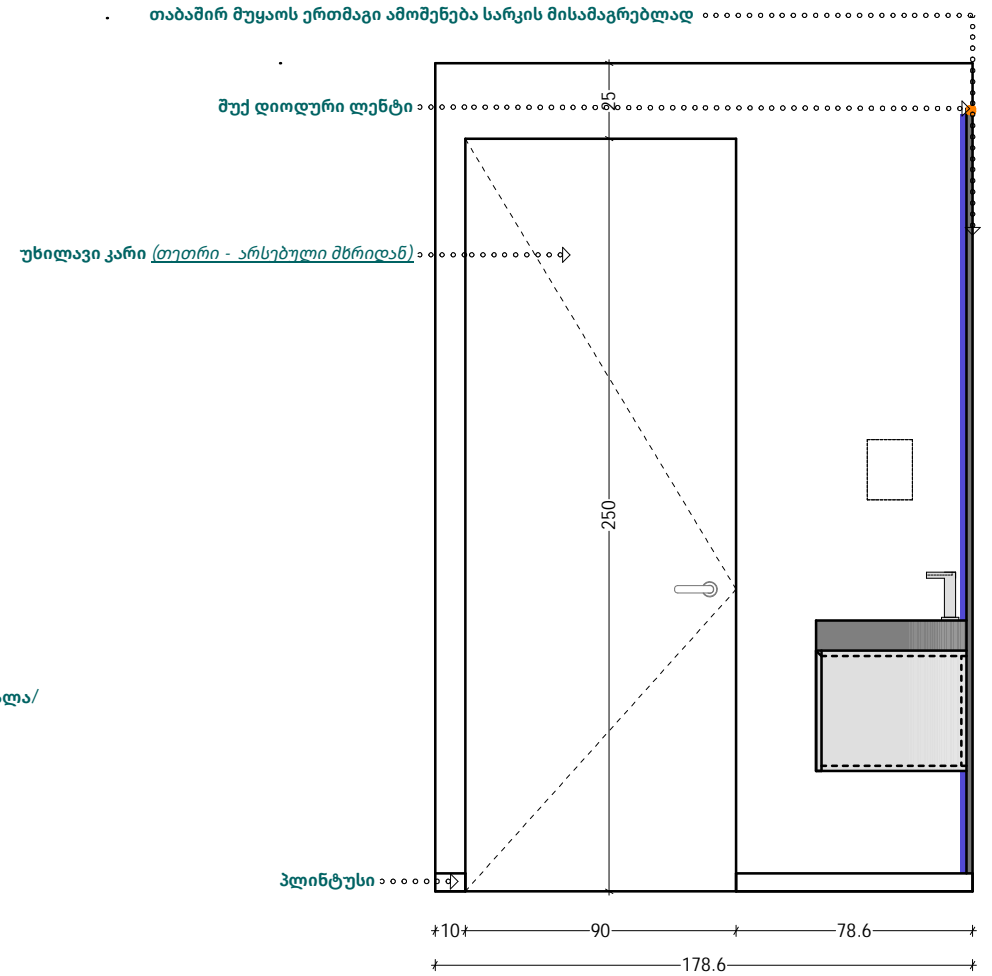 თაბაშირ მუყაოს ერთმაგი ამოშენება სარკის მისამაგრებლად
შუქ დიოდური ლენტი
25
უხილავი კარი (თეთრი - არსებული მხრიდან)
250
პლინტუსი
10 90 78.6
178.6